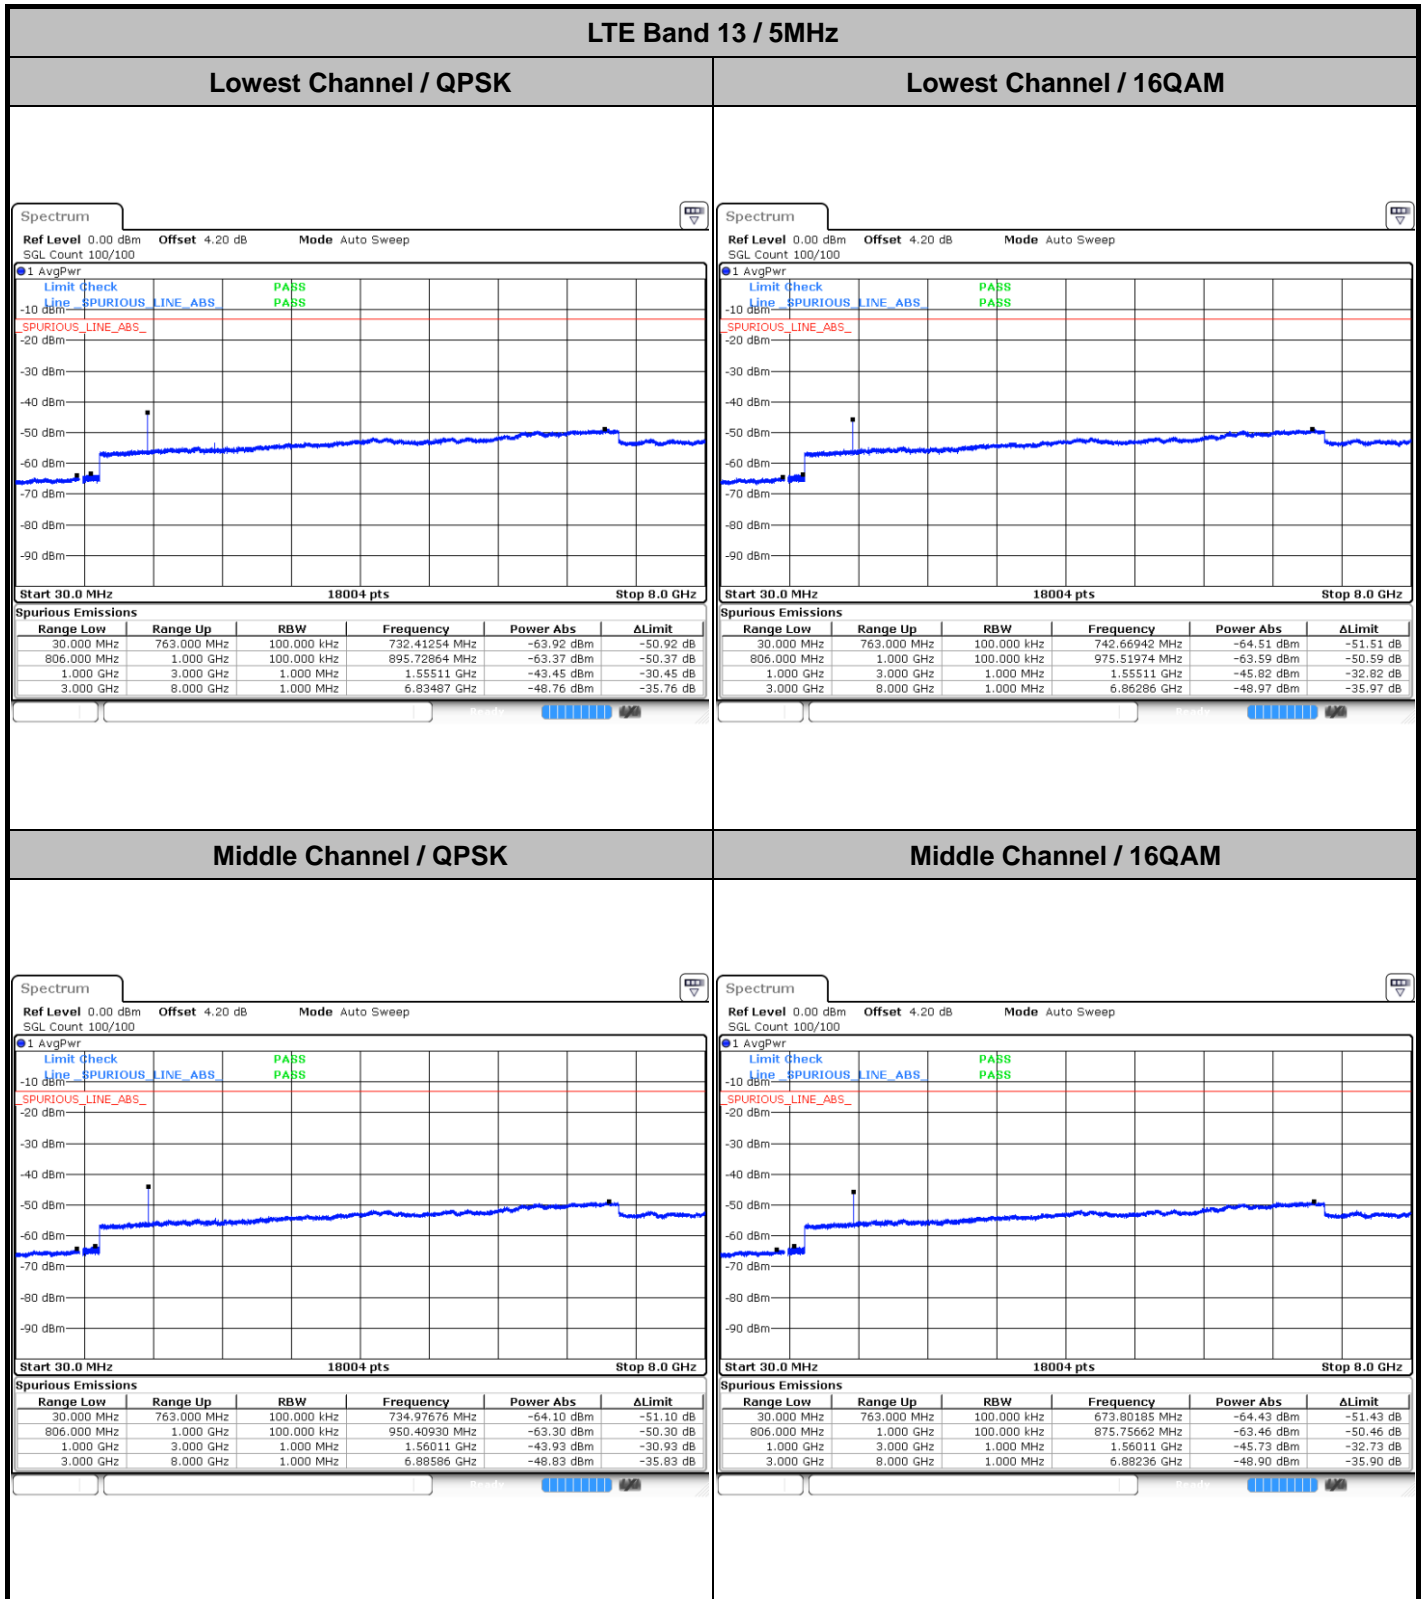 LTE Band 13 / 5MHz
Lowest Channel / QPSK
Lowest Channel / 16QAM
Spectrum
Ref Level 0.00 dBm Offset 4.20 dB Mode Auto Sweep
SGL Count 100/100
1 AvgPwr
Limit Check PASS
Line _SPURIOUS_LINE_ABS_ PASS
-10 dBm
_SPURIOUS_LINE_ABS_
-20 dBm
-30 dBm
-40 dBm
-50 dBm
-60 dBm
-70 dBm
-80 dBm
-90 dBm
Start 30.0 MHz 18004 pts Stop 8.0 GHz
Spurious Emissions
Range Low Range Up RBW Frequency Power Abs ΔLimit
30.000 MHz 763.000 MHz 100.000 kHz 732.41254 MHz -63.92 dBm -50.92 dB
806.000 MHz 1.000 GHz 100.000 kHz 895.72864 MHz -63.37 dBm -50.37 dB
1.000 GHz 3.000 GHz 1.000 MHz 1.55511 GHz -43.45 dBm -30.45 dB
3.000 GHz 8.000 GHz 1.000 MHz 6.83487 GHz -48.76 dBm -35.76 dB
Ready
Spectrum
Ref Level 0.00 dBm Offset 4.20 dB Mode Auto Sweep
SGL Count 100/100
1 AvgPwr
Limit Check PASS
Line _SPURIOUS_LINE_ABS_ PASS
-10 dBm
_SPURIOUS_LINE_ABS_
-20 dBm
-30 dBm
-40 dBm
-50 dBm
-60 dBm
-70 dBm
-80 dBm
-90 dBm
Start 30.0 MHz 18004 pts Stop 8.0 GHz
Spurious Emissions
Range Low Range Up RBW Frequency Power Abs ΔLimit
30.000 MHz 763.000 MHz 100.000 kHz 742.66942 MHz -64.51 dBm -51.51 dB
806.000 MHz 1.000 GHz 100.000 kHz 975.51974 MHz -63.59 dBm -50.59 dB
1.000 GHz 3.000 GHz 1.000 MHz 1.55511 GHz -45.82 dBm -32.82 dB
3.000 GHz 8.000 GHz 1.000 MHz 6.86286 GHz -48.97 dBm -35.97 dB
Ready
Middle Channel / QPSK
Middle Channel / 16QAM
Spectrum
Ref Level 0.00 dBm Offset 4.20 dB Mode Auto Sweep
SGL Count 100/100
1 AvgPwr
Limit Check PASS
Line _SPURIOUS_LINE_ABS_ PASS
-10 dBm
_SPURIOUS_LINE_ABS_
-20 dBm
-30 dBm
-40 dBm
-50 dBm
-60 dBm
-70 dBm
-80 dBm
-90 dBm
Start 30.0 MHz 18004 pts Stop 8.0 GHz
Spurious Emissions
Range Low Range Up RBW Frequency Power Abs ΔLimit
30.000 MHz 763.000 MHz 100.000 kHz 734.97676 MHz -64.10 dBm -51.10 dB
806.000 MHz 1.000 GHz 100.000 kHz 950.40930 MHz -63.30 dBm -50.30 dB
1.000 GHz 3.000 GHz 1.000 MHz 1.56011 GHz -43.93 dBm -30.93 dB
3.000 GHz 8.000 GHz 1.000 MHz 6.88586 GHz -48.83 dBm -35.83 dB
Ready
Spectrum
Ref Level 0.00 dBm Offset 4.20 dB Mode Auto Sweep
SGL Count 100/100
1 AvgPwr
Limit Check PASS
Line _SPURIOUS_LINE_ABS_ PASS
-10 dBm
_SPURIOUS_LINE_ABS_
-20 dBm
-30 dBm
-40 dBm
-50 dBm
-60 dBm
-70 dBm
-80 dBm
-90 dBm
Start 30.0 MHz 18004 pts Stop 8.0 GHz
Spurious Emissions
Range Low Range Up RBW Frequency Power Abs ΔLimit
30.000 MHz 763.000 MHz 100.000 kHz 673.80185 MHz -64.43 dBm -51.43 dB
806.000 MHz 1.000 GHz 100.000 kHz 875.75662 MHz -63.46 dBm -50.46 dB
1.000 GHz 3.000 GHz 1.000 MHz 1.56011 GHz -45.73 dBm -32.73 dB
3.000 GHz 8.000 GHz 1.000 MHz 6.88236 GHz -48.90 dBm -35.90 dB
Ready